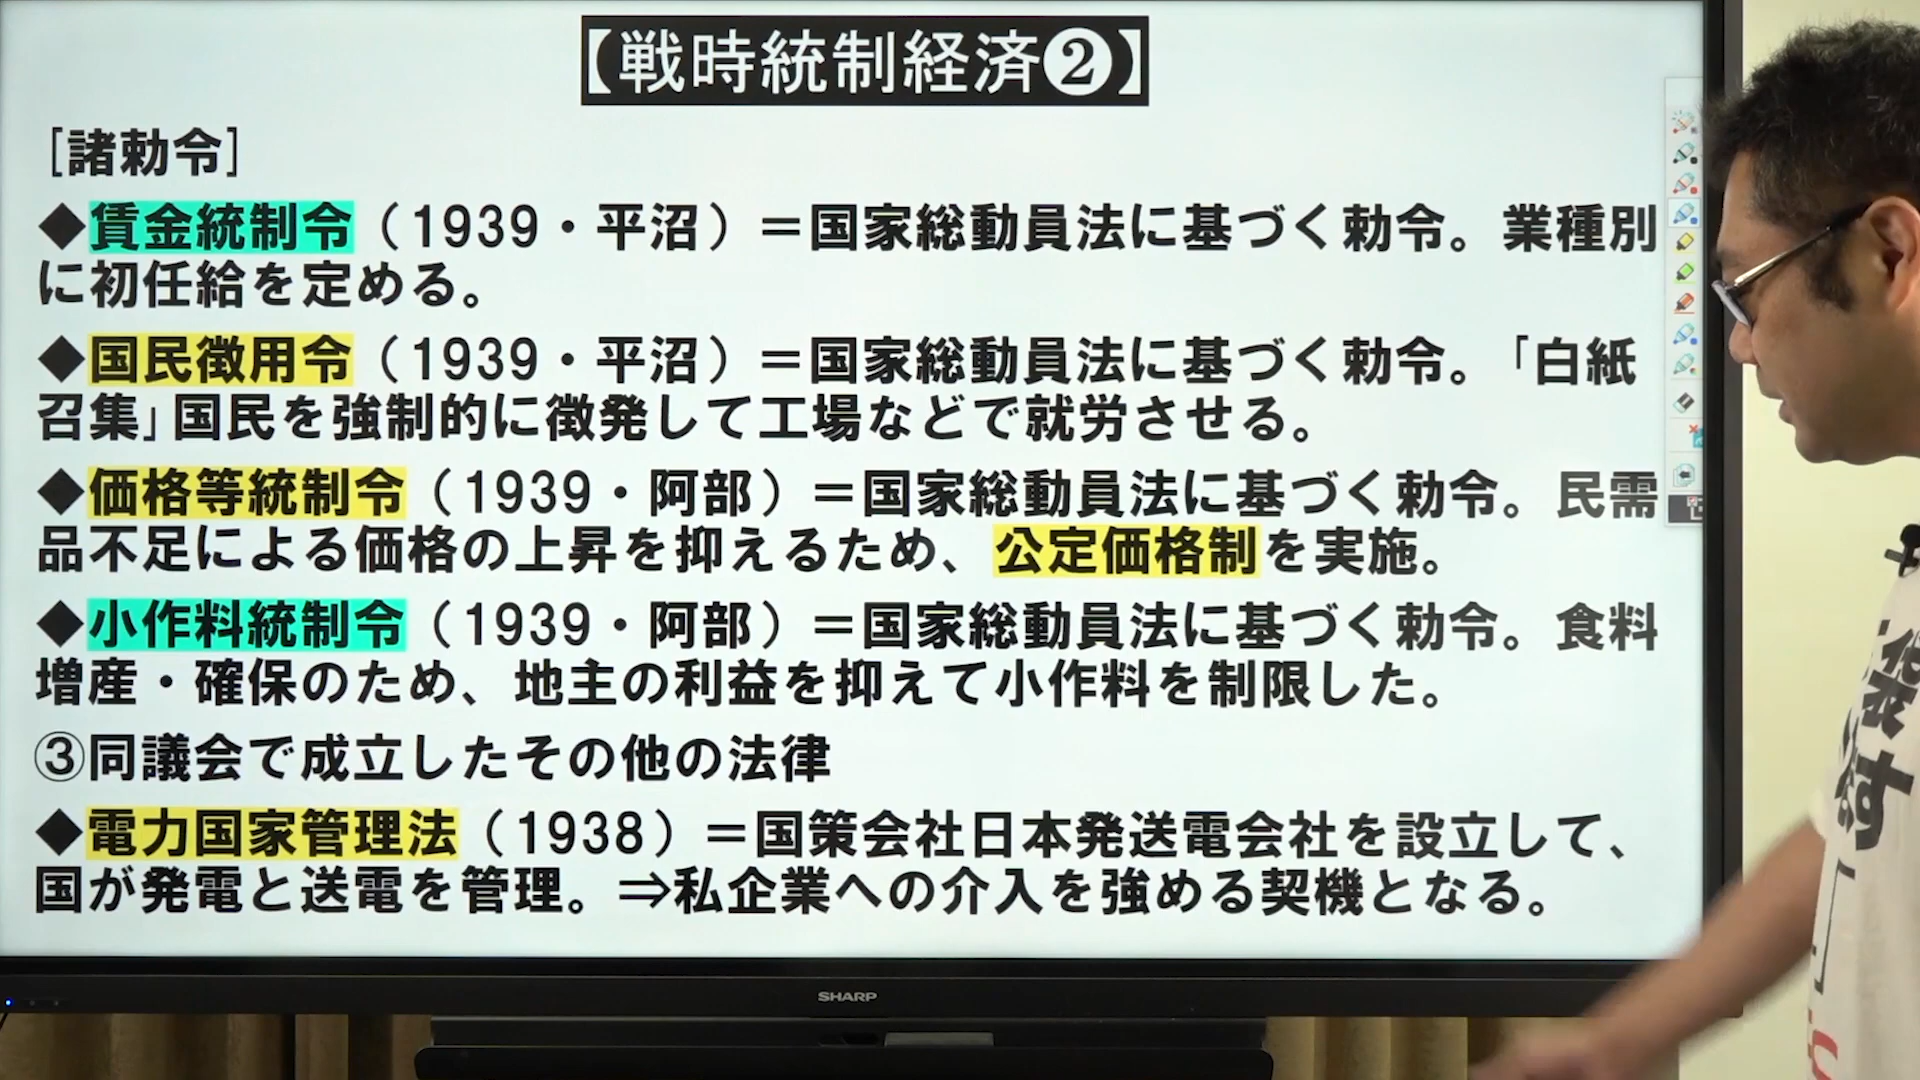 【戦時統制経済❷】
[諸勅令]
◆賃金統制令（1939・平沼）＝国家総動員法に基づく勅令。業種別
に初任給を定める。
◆国民徴用令（1939・平沼）＝国家総動員法に基づく勅令。「白紙
召集」国民を強制的に徴発して工場などで就労させる。
◆価格等統制令（1939・阿部）＝国家総動員法に基づく勅令。民需
品不足による価格の上昇を抑えるため、公定価格制を実施。
◆小作料統制令（1939・阿部）＝国家総動員法に基づく勅令。食料
増産・確保のため、地主の利益を抑えて小作料を制限した。
③同議会で成立したその他の法律
◆電力国家管理法（1938）＝国策会社日本発送電会社を設立して、
国が発電と送電を管理。⇒私企業への介入を強める契機となる。
SHARP